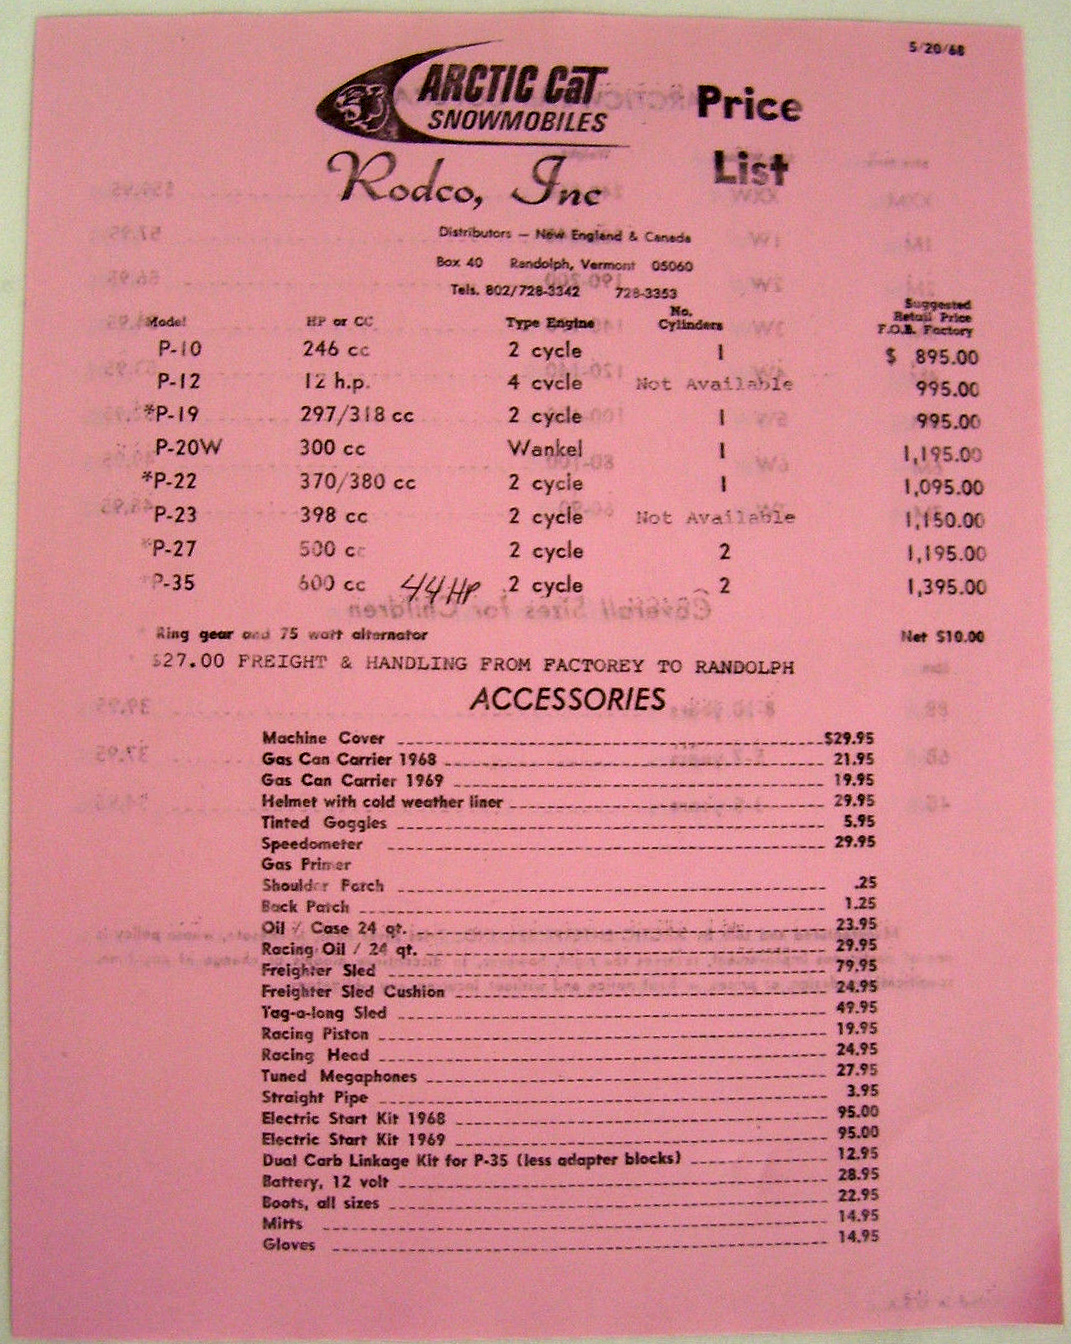 5/20/68
ARCTIC CAT
SNOWMOBILES
Price
List
Rodco, Inc
Distributors — New England & Canada
Box 40 Randolph, Vermont 05060
Tels. 802/728-3342 728-3353
Model HP or CC Type Engine No. Cylinders Suggested Retail Price F.O.B. Factory
P-10 246 cc 2 cycle 1 $ 895.00
P-12 12 h.p. 4 cycle Not Available 995.00
*P-19 297/318 cc 2 cycle 1 995.00
P-20W 300 cc Wankel 1 1,195.00
*P-22 370/380 cc 2 cycle 1 1,095.00
P-23 398 cc 2 cycle Not Available 1,150.00
*P-27 500 cc 2 cycle 2 1,195.00
*P-35 600 cc 44 HP 2 cycle 2 1,395.00
* Ring gear and 75 watt alternator Net $10.00
* $27.00 FREIGHT & HANDLING FROM FACTOREY TO RANDOLPH
ACCESSORIES
Machine Cover $29.95
Gas Can Carrier 1968 21.95
Gas Can Carrier 1969 19.95
Helmet with cold weather liner 29.95
Tinted Goggles 5.95
Speedometer 29.95
Gas Primer
Shoulder Patch .25
Back Patch 1.25
Oil / Case 24 qt. 23.95
Racing Oil / 24 qt. 29.95
Freighter Sled 79.95
Freighter Sled Cushion 24.95
Tag-a-long Sled 49.95
Racing Piston 19.95
Racing Head 24.95
Tuned Megaphones 27.95
Straight Pipe 3.95
Electric Start Kit 1968 95.00
Electric Start Kit 1969 95.00
Dual Carb Linkage Kit for P-35 (less adapter blocks) 12.95
Battery, 12 volt 28.95
Boots, all sizes 22.95
Mitts 14.95
Gloves 14.95